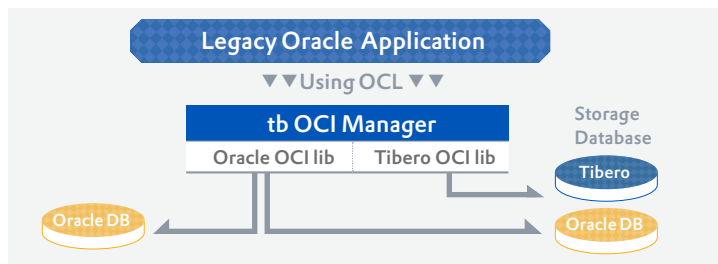 Legacy Oracle Application
Using OCL
tb OCI Manager
Oracle OCI lib
Tibero OCI lib
Storage
Database
Tibero
Oracle DB
Oracle DB